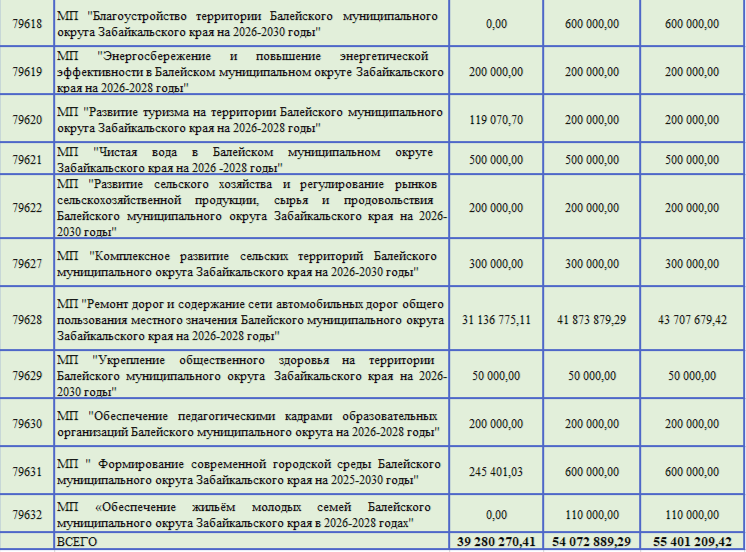 МП "Благоустройство территории Балейского муниципального
79618 округа Забайкальского края на 2026-2030 годы" 0,00 600 000,00 600 000,00
МП "Энергосбережение и повышение энергетической
79619 эффективности в Балейском муниципальном округе Забайкальского 200 000,00 200 000,00 200 000,00
края на 2026-2028 годы"
МП "Развитие туризма на территории Балейского муниципального
79620 округа Забайкальского края на 2026-2028 годы" 119 070,70 200 000,00 200 000,00
МП "Чистая вода в Балейском муниципальном округе
79621 Забайкальского края на 2026 -2028 годы" 500 000,00 500 000,00 500 000,00
МП "Развитие сельского хозяйства и регулирование рынков
сельскохозяйственной продукции, сырья и продовольствия
79622 Балейского муниципального округа Забайкальского края на 2026- 200 000,00 200 000,00 200 000,00
2030 годы"
МП "Комплексное развитие сельских территорий Балейского
79627 муниципального округа Забайкальского края на 2026-2030 годы" 300 000,00 300 000,00 300 000,00
МП "Ремонт дорог и содержание сети автомобильных дорог общего
79628 пользования местного значения Балейского муниципального округа 31 136 775,11 41 873 879,29 43 707 679,42
Забайкальского края на 2026-2028 годы"
МП "Укрепление общественного здоровья на территории
79629 Балейского муниципального округа Забайкальского края на 2026- 50 000,00 50 000,00 50 000,00
2030 годы"
МП "Обеспечение педагогическими кадрами образовательных
79630 организаций Балейского муниципального округа на 2026-2028 годы" 200 000,00 200 000,00 200 000,00
МП " Формирование современной городской среды Балейского
79631 муниципального округа Забайкальского края на 2025-2030 годы" 245 401,03 600 000,00 600 000,00
МП «Обеспечение жильём молодых семей Балейского
79632 муниципального округа Забайкальского края в 2026-2028 годах" 0,00 110 000,00 110 000,00
ВСЕГО 39 280 270,41 54 072 889,29 55 401 209,42